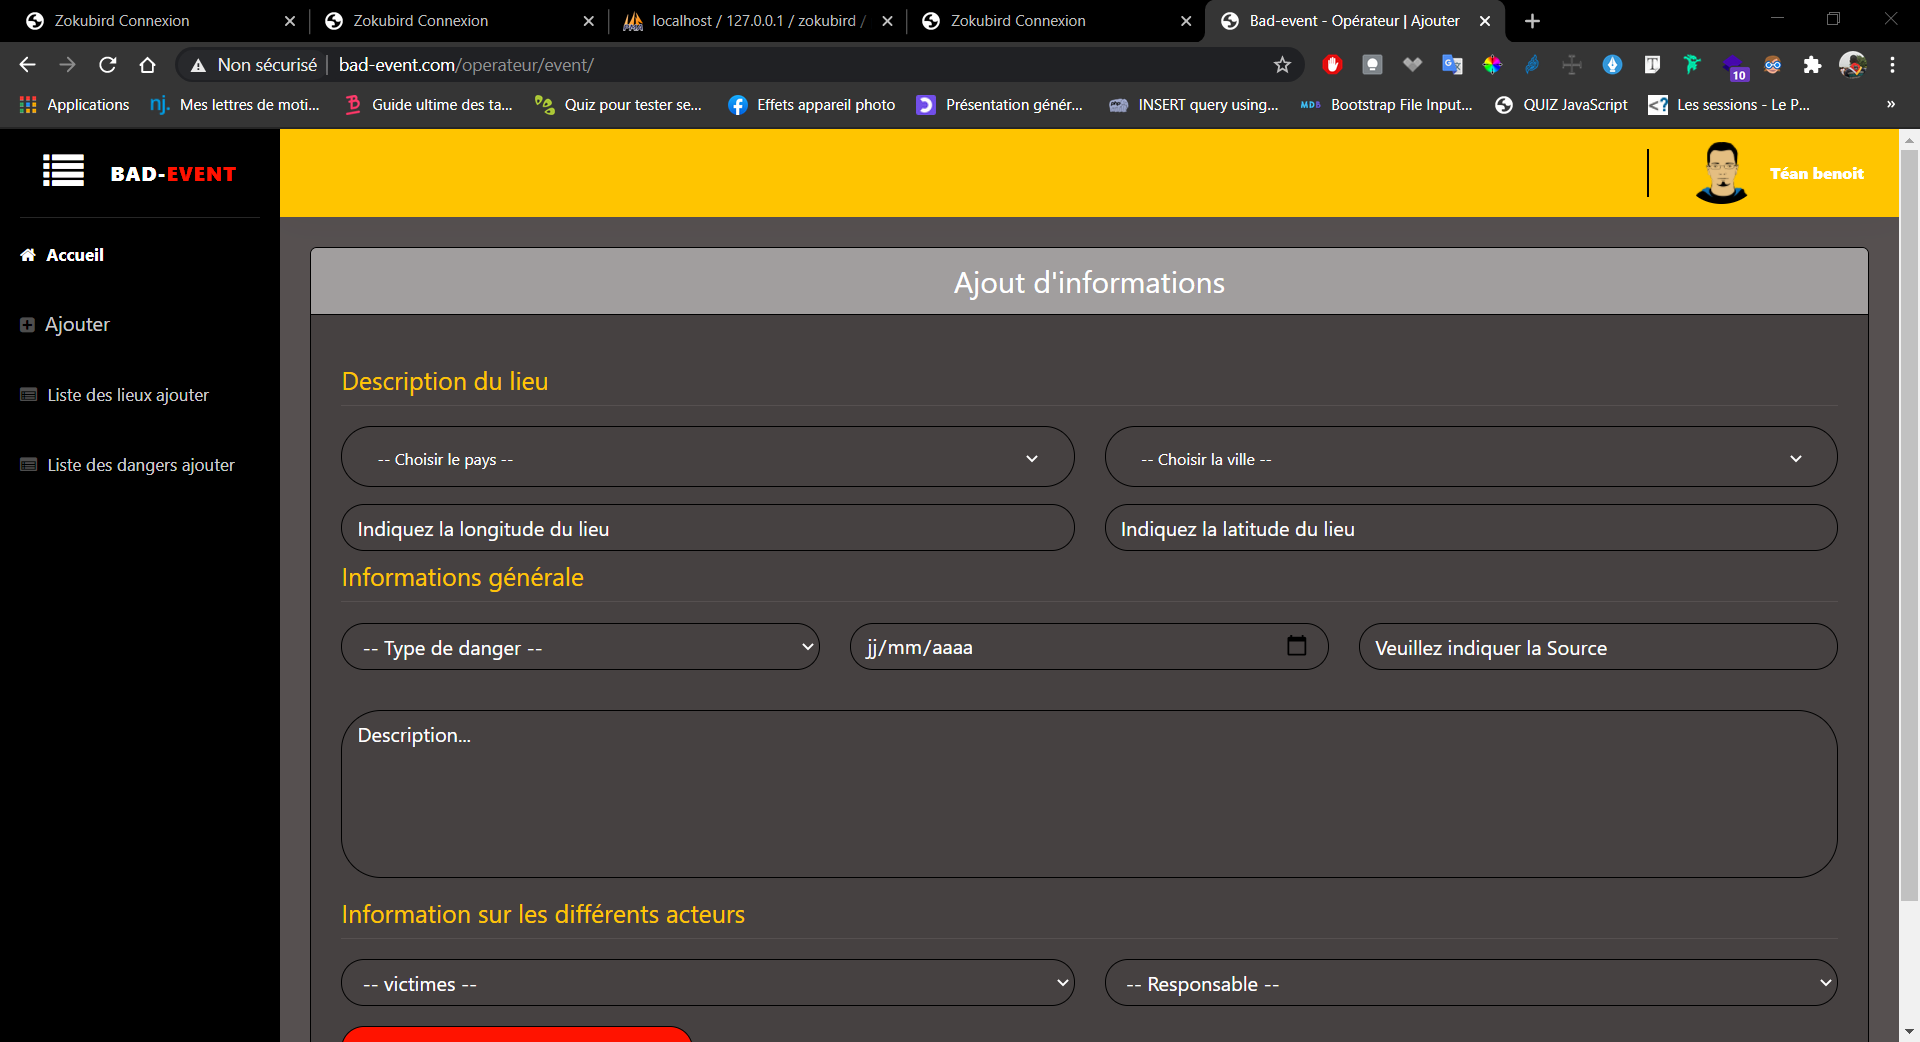 Zokubird Connexion
Zokubird Connexion
localhost / 127.0.0.1 / zokubird /
Zokubird Connexion
Bad-event - Opérateur | Ajouter
Non sécurisé
bad-event.com/operateur/event/
10
Applications
nj. Mes lettres de moti...
Guide ultime des ta...
Quiz pour tester se...
Effets appareil photo
Présentation génér...
php INSERT query using...
MDB Bootstrap File Input...
QUIZ JavaScript
<? Les sessions - Le P...
»
BAD-EVENT
Téan benoit
Accueil
Ajouter
Liste des lieux ajouter
Liste des dangers ajouter
Ajout d'informations
Description du lieu
-- Choisir le pays --
-- Choisir la ville --
Indiquez la longitude du lieu
Indiquez la latitude du lieu
Informations générale
-- Type de danger --
jj/mm/aaaa
Veuillez indiquer la Source
Description...
Information sur les différents acteurs
-- victimes --
-- Responsable --